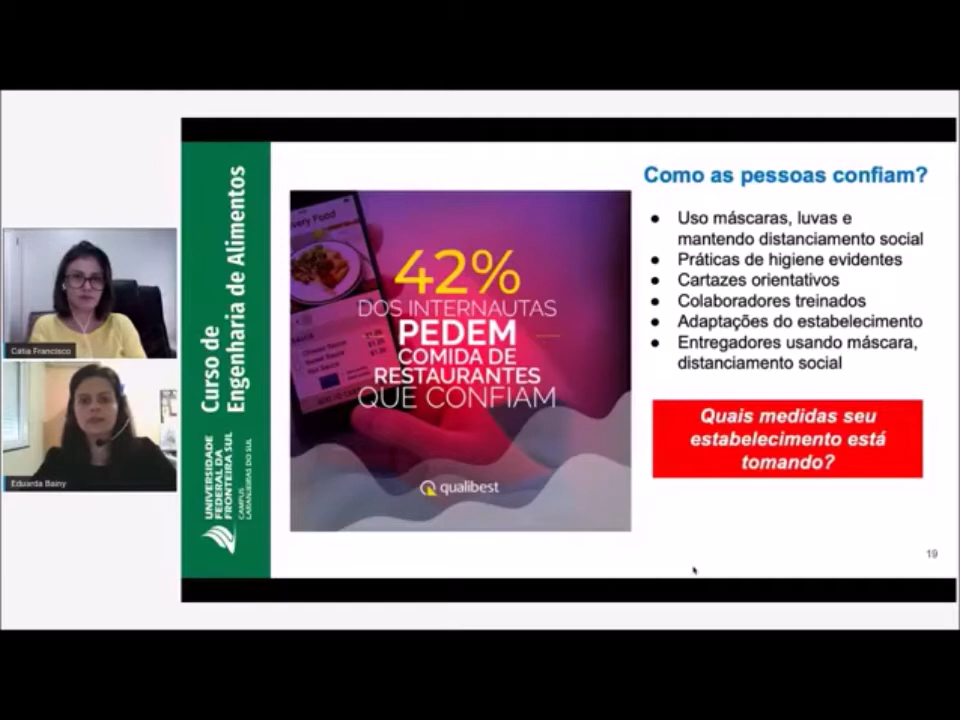 Cátia Francisco
Eduarda Bainy
Curso de
Engenharia de Alimentos
UNIVERSIDADE
FEDERAL DA
FRONTEIRA SUL
CAMPUS
LARANJEIRAS DO SUL
very Food
42%
DOS INTERNAUTAS
PEDEM
COMIDA DE
RESTAURANTES
QUE CONFIAM
qualibest
Como as pessoas confiam?
● Uso máscaras, luvas e
mantendo distanciamento social
● Práticas de higiene evidentes
● Cartazes orientativos
● Colaboradores treinados
● Adaptações do estabelecimento
● Entregadores usando máscara,
distanciamento social
Quais medidas seu
estabelecimento está
tomando?
19